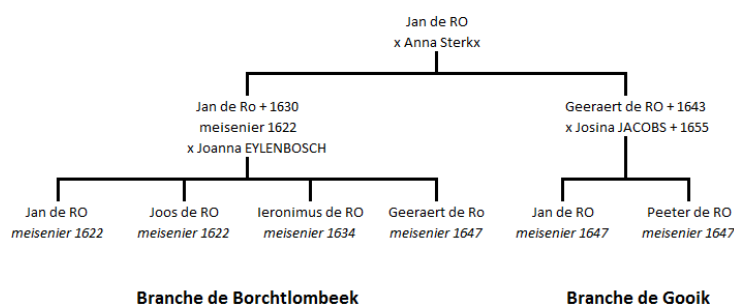 Jan de RO
x Anna Sterkx
Jan de Ro + 1630
meisenier 1622
x Joanna EYLENBOSCH
Geeraert de RO + 1643
x Josina JACOBS + 1655
Jan de RO
meisenier 1622
Joos de RO
meisenier 1622
Ieronimus de RO
meisenier 1634
Geeraert de Ro
meisenier 1647
Jan de RO
meisenier 1647
Peeter de RO
meisenier 1647
Branche de Borchtlombeek
Branche de Gooik